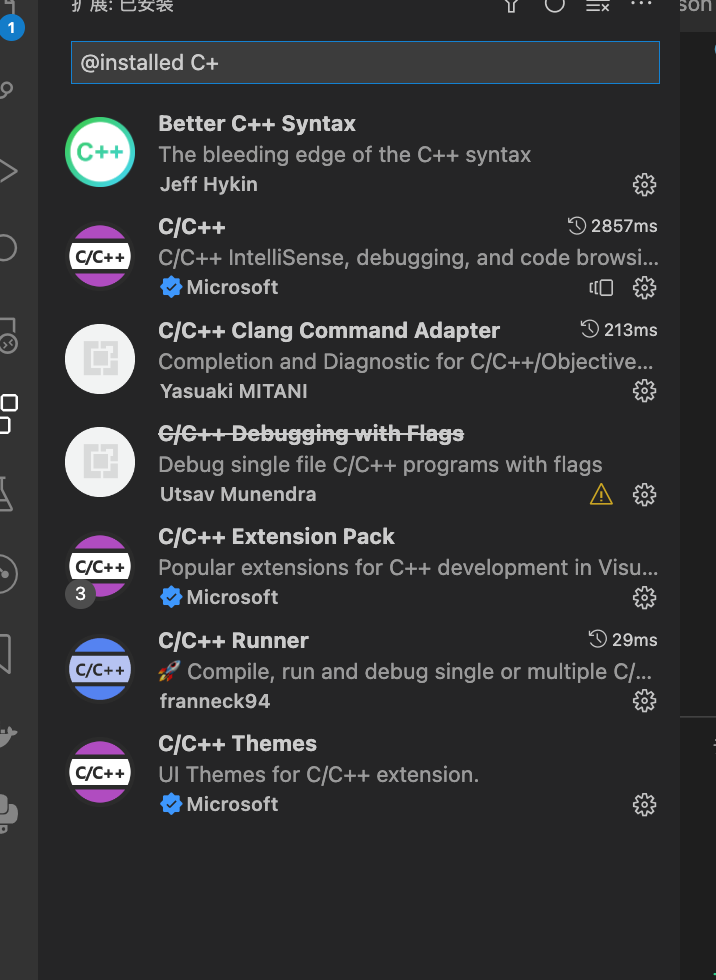 扩展: 已安装
son
1
@installed C+
Better C++ Syntax
C++
The bleeding edge of the C++ syntax
Jeff Hykin
C/C++
2857ms
C/C++
C/C++ IntelliSense, debugging, and code browsi...
Microsoft
C/C++ Clang Command Adapter
213ms
Completion and Diagnostic for C/C++/Objective...
Yasuaki MITANI
C/C++ Debugging with Flags
Debug single file C/C++ programs with flags
Utsav Munendra
C/C++ Extension Pack
C/C++
Popular extensions for C++ development in Visu...
3
Microsoft
C/C++ Runner
29ms
C/C++
🚀 Compile, run and debug single or multiple C/...
franneck94
C/C++ Themes
C/C++
UI Themes for C/C++ extension.
Microsoft